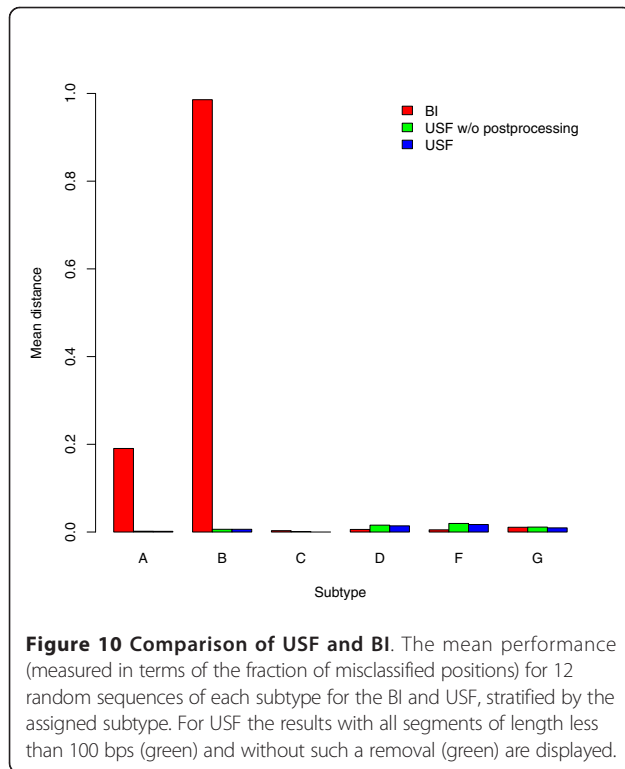 1.0
0.8
0.6
0.4
0.2
0.0
Mean distance
BI
USF w/o postprocessing
USF
A B C D F G
Subtype
Figure 10 Comparison of USF and BI. The mean performance
(measured in terms of the fraction of misclassified positions) for 12
random sequences of each subtype for the BI and USF, stratified by the
assigned subtype. For USF the results with all segments of length less
than 100 bps (green) and without such a removal (green) are displayed.